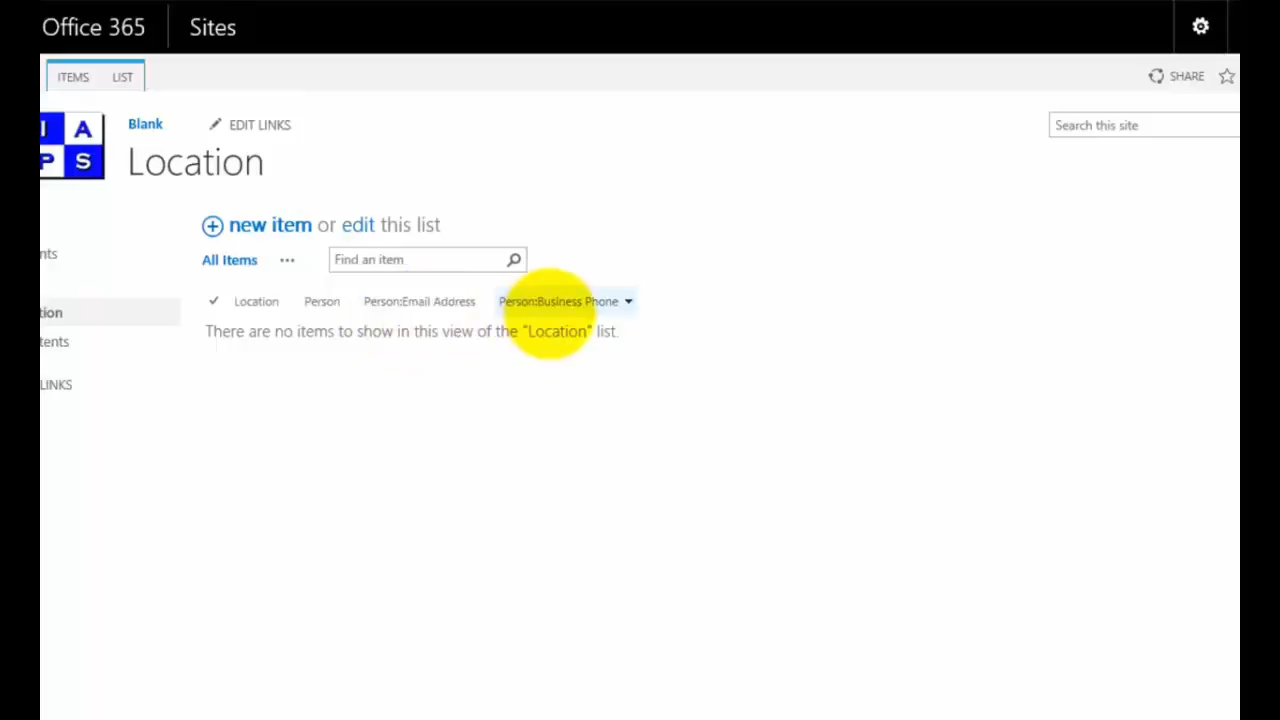 Office 365 Sites
ITEMS LIST SHARE
I A
P S
Blank EDIT LINKS
Search this site
Location
new item or edit this list
nts
All Items ... Find an item
Location Person Person:Email Address Person:Business Phone
tion
There are no items to show in this view of the "Location" list.
tents
LINKS